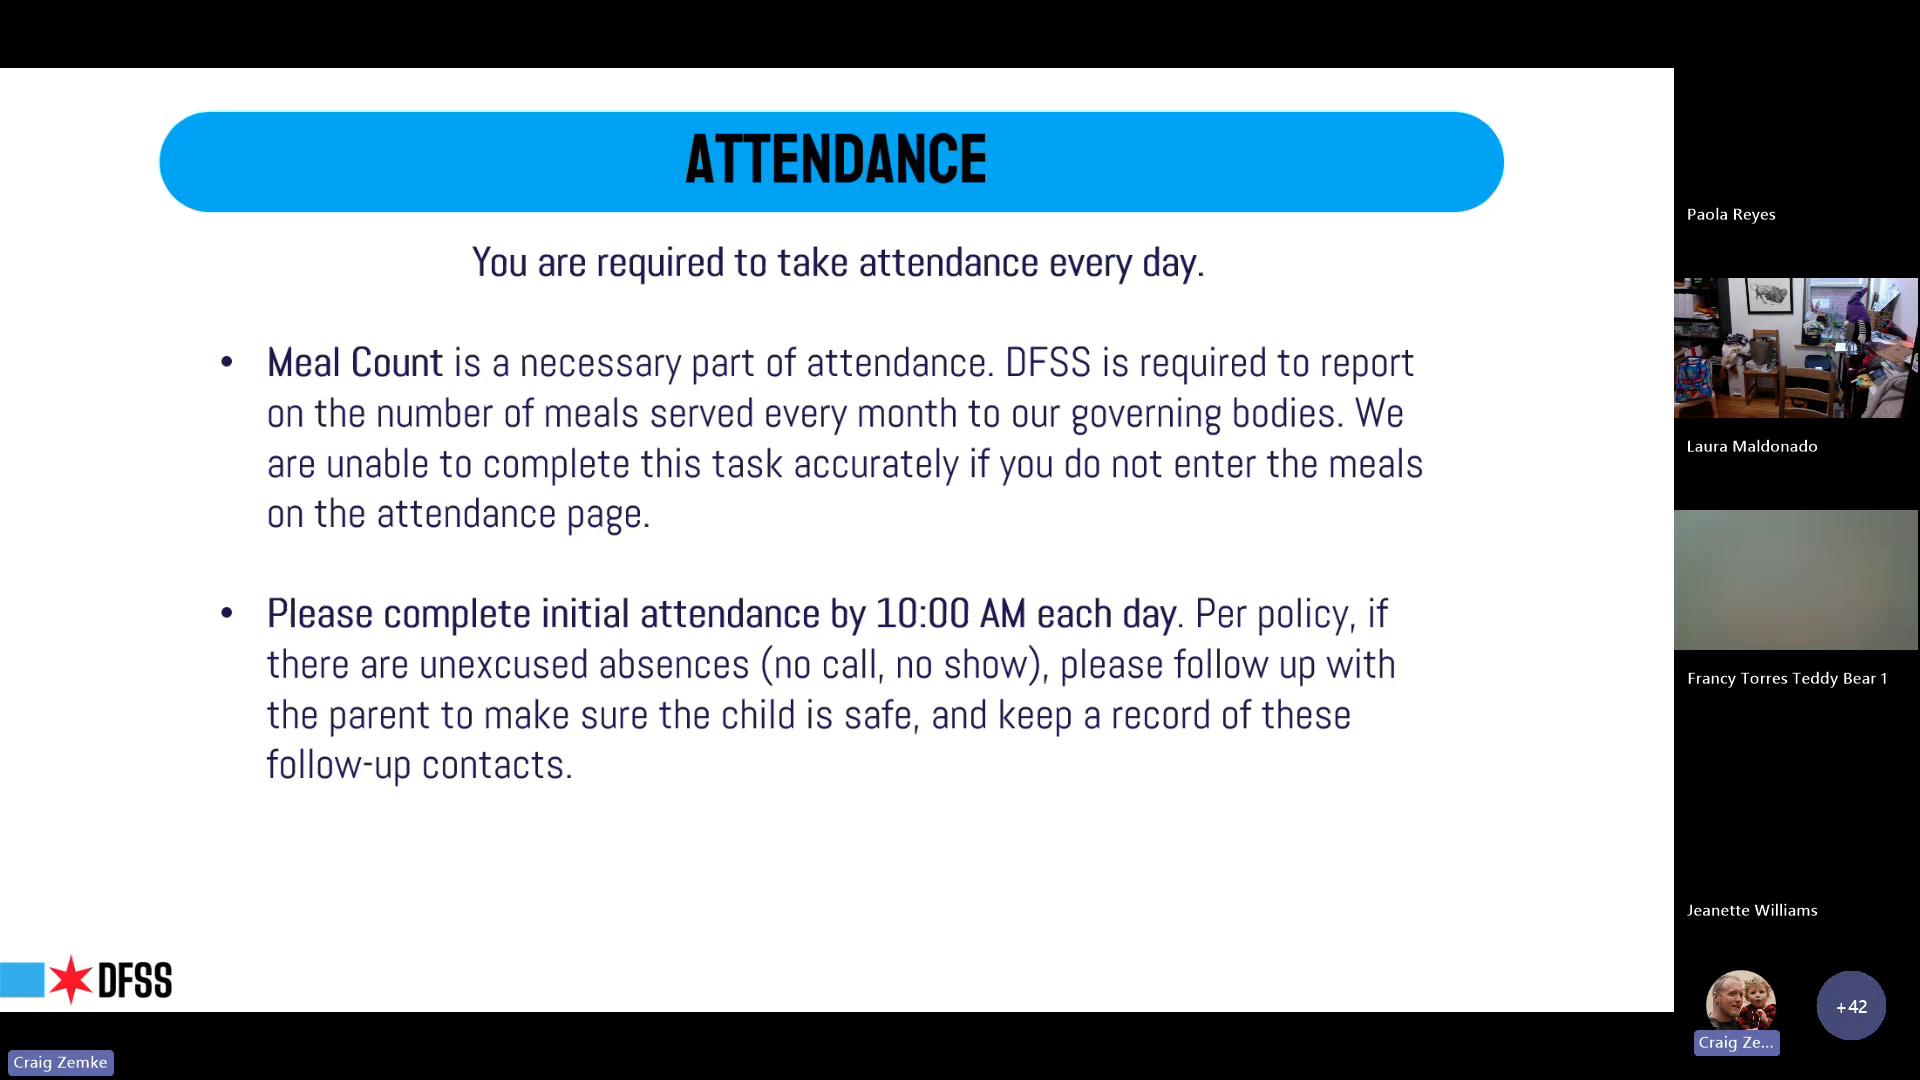 ATTENDANCE
You are required to take attendance every day.
• Meal Count is a necessary part of attendance. DFSS is required to report
on the number of meals served every month to our governing bodies. We
are unable to complete this task accurately if you do not enter the meals
on the attendance page.
• Please complete initial attendance by 10:00 AM each day. Per policy, if
there are unexcused absences (no call, no show), please follow up with
the parent to make sure the child is safe, and keep a record of these
follow-up contacts.
DFSS
Craig Zemke
Paola Reyes
Laura Maldonado
Francy Torres Teddy Bear 1
Jeanette Williams
Craig Ze...
+42